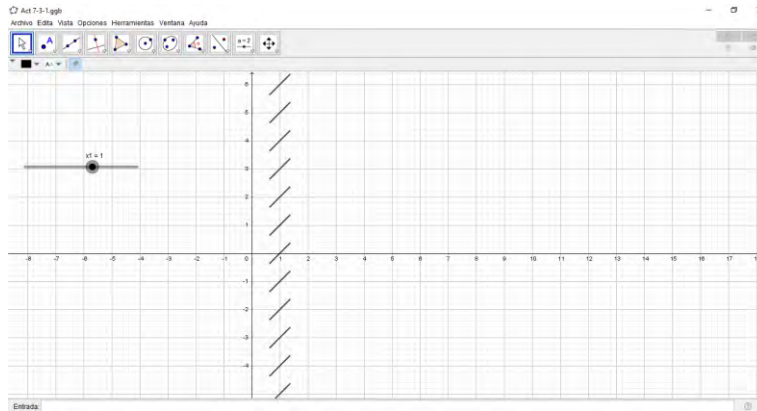 Act 7-3-1.ggb
Archivo Edita Vista Opciones Herramientas Ventana Ayuda
A
a=2
x1 = 1
6
5
4
3
2
1
-8 -7 -6 -5 -4 -3 -2 -1 0 1 2 3 4 5 6 7 8 9 10 11 12 13 14 15 16 17
-1
-2
-3
-4
Entrada: